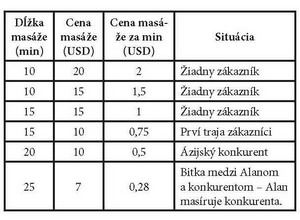 Dĺžka masáže (min) Cena masáže (USD) Cena masá-že za min (USD) Situácia
10 20 2 Žiadny zákazník
10 15 1,5 Žiadny zákazník
15 15 1 Žiadny zákazník
15 10 0,75 Prví traja zákazníci
20 10 0,5 Ázijský konkurent
25 7 0,28 Bitka medzi Alanom
a konkurentom – Alan
masíruje konkurenta.